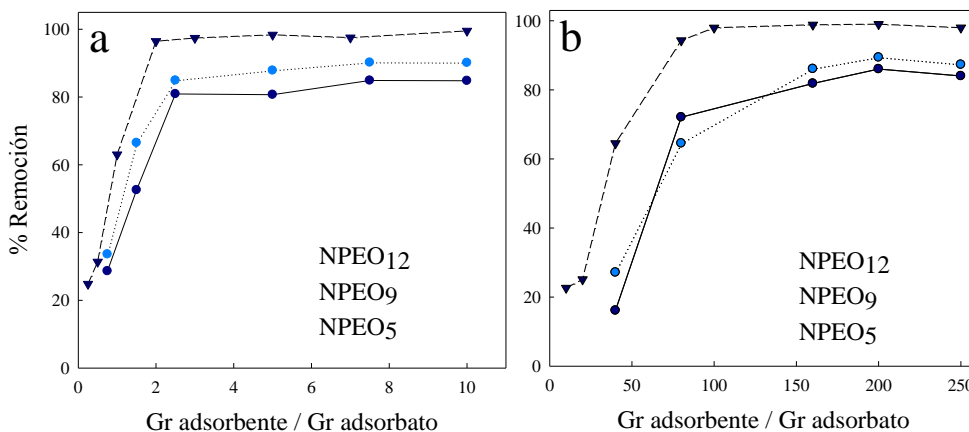 a
100
80
60
40
20
0
% Remoción
NPEO12
NPEO9
NPEO5
0 2 4 6 8 10
Gr adsorbente / Gr adsorbato
b
100
80
60
40
20
0
NPEO12
NPEO9
NPEO5
0 50 100 150 200 250
Gr adsorbente / Gr adsorbato